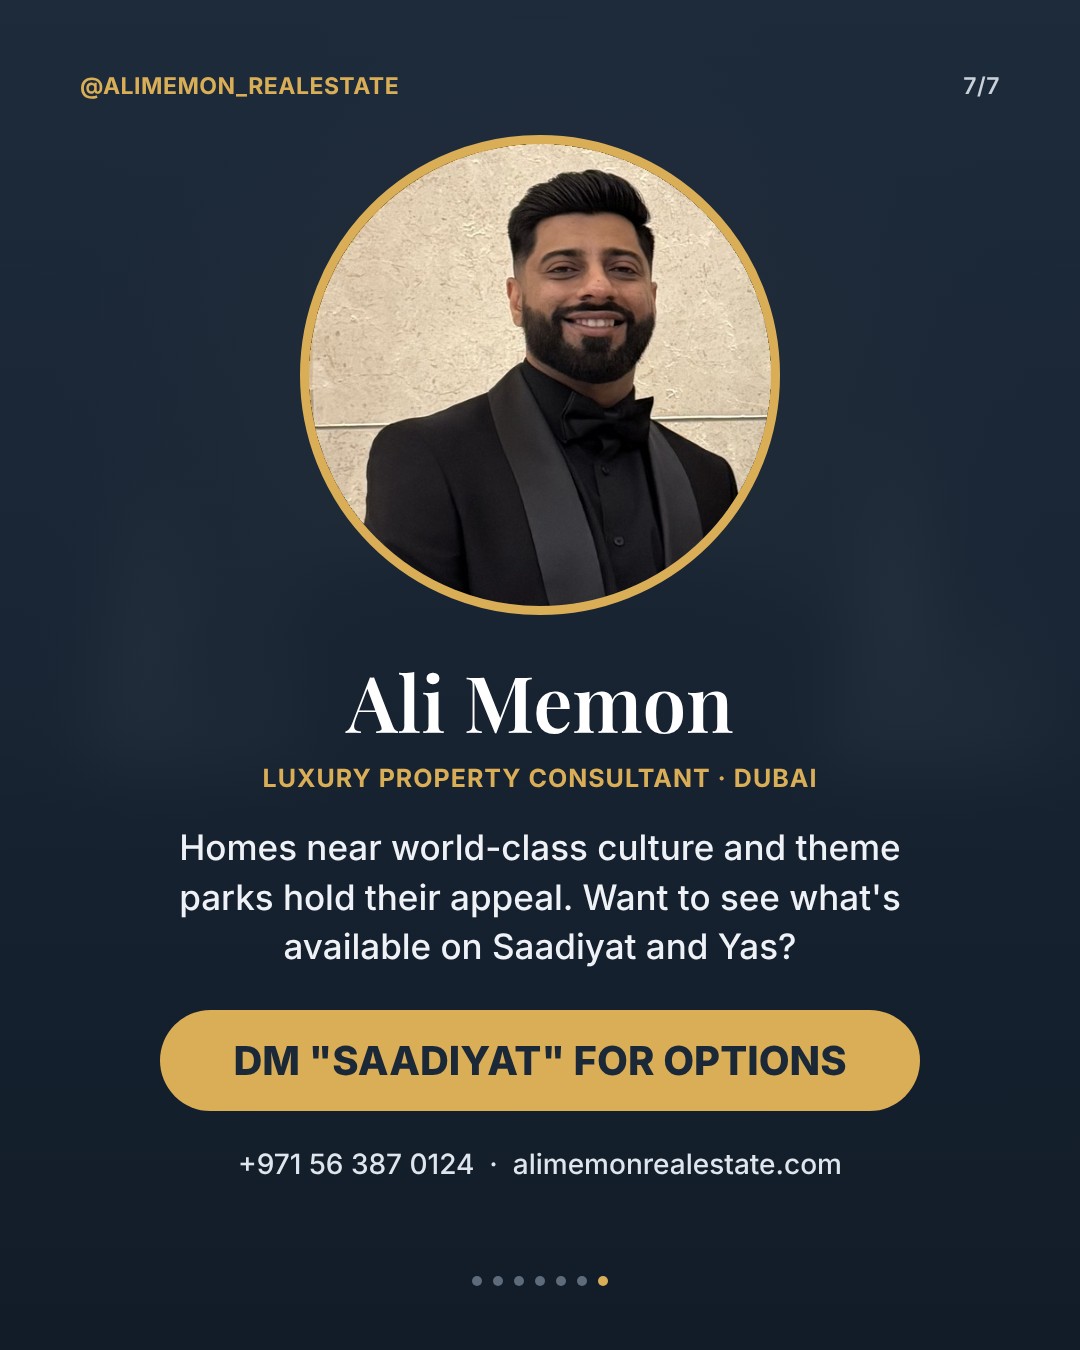 @ALIMEMON_REALESTATE
7/7
Ali Memon
LUXURY PROPERTY CONSULTANT · DUBAI
Homes near world-class culture and theme
parks hold their appeal. Want to see what's
available on Saadiyat and Yas?
DM "SAADIYAT" FOR OPTIONS
+971 56 387 0124 · alimemonrealestate.com